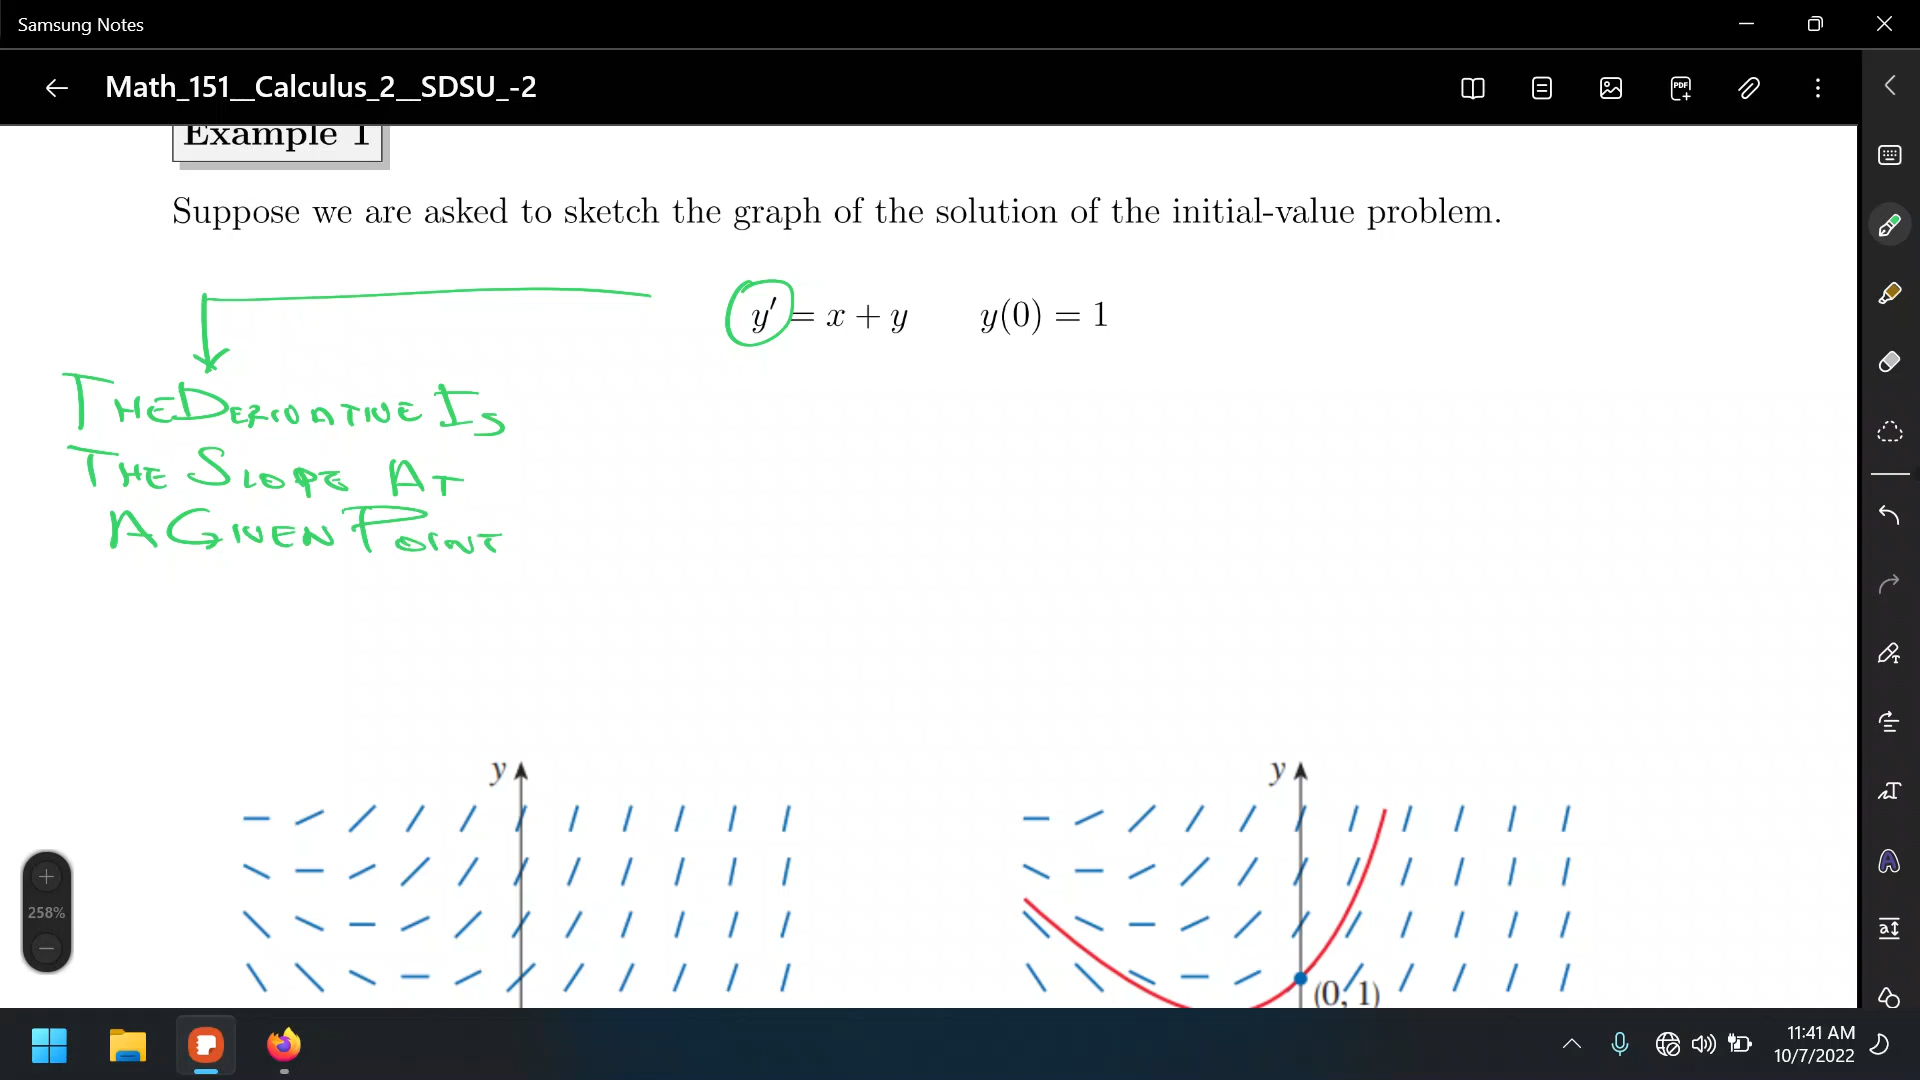 Samsung Notes
Math_151__Calculus_2__SDSU_-2
Example 1
Suppose we are asked to sketch the graph of the solution of the initial-value problem.
y′ = x + y y(0) = 1
THE DERIVATIVE IS
THE SLOPE AT
A GIVEN POINT
y
y
(0, 1)
258%
11:41 AM
10/7/2022